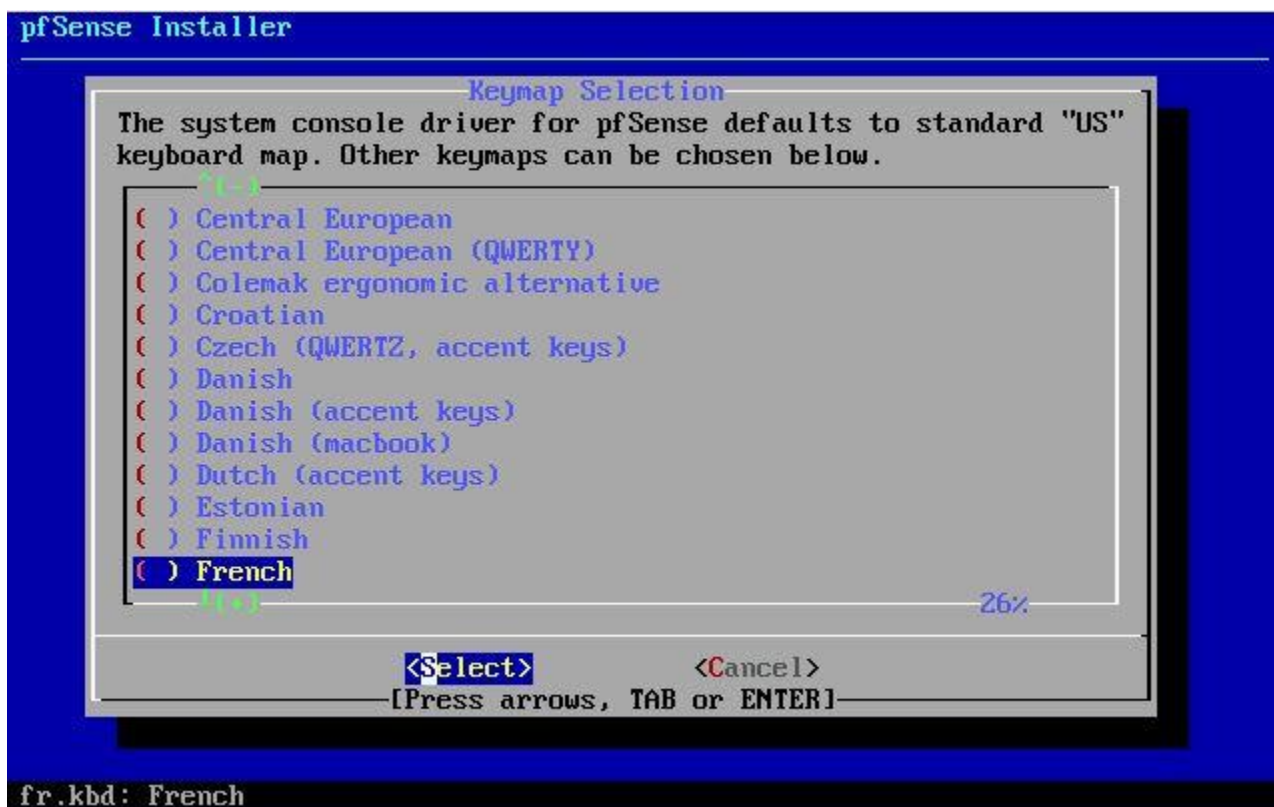 pfSense Installer
Keymap Selection
The system console driver for pfSense defaults to standard "US"
keyboard map. Other keymaps can be chosen below.
^(-)
( ) Central European
( ) Central European (QWERTY)
( ) Colemak ergonomic alternative
( ) Croatian
( ) Czech (QWERTZ, accent keys)
( ) Danish
( ) Danish (accent keys)
( ) Danish (macbook)
( ) Dutch (accent keys)
( ) Estonian
( ) Finnish
( ) French
(+) 26%
<Select> <Cancel>
[Press arrows, TAB or ENTER]
fr.kbd: French